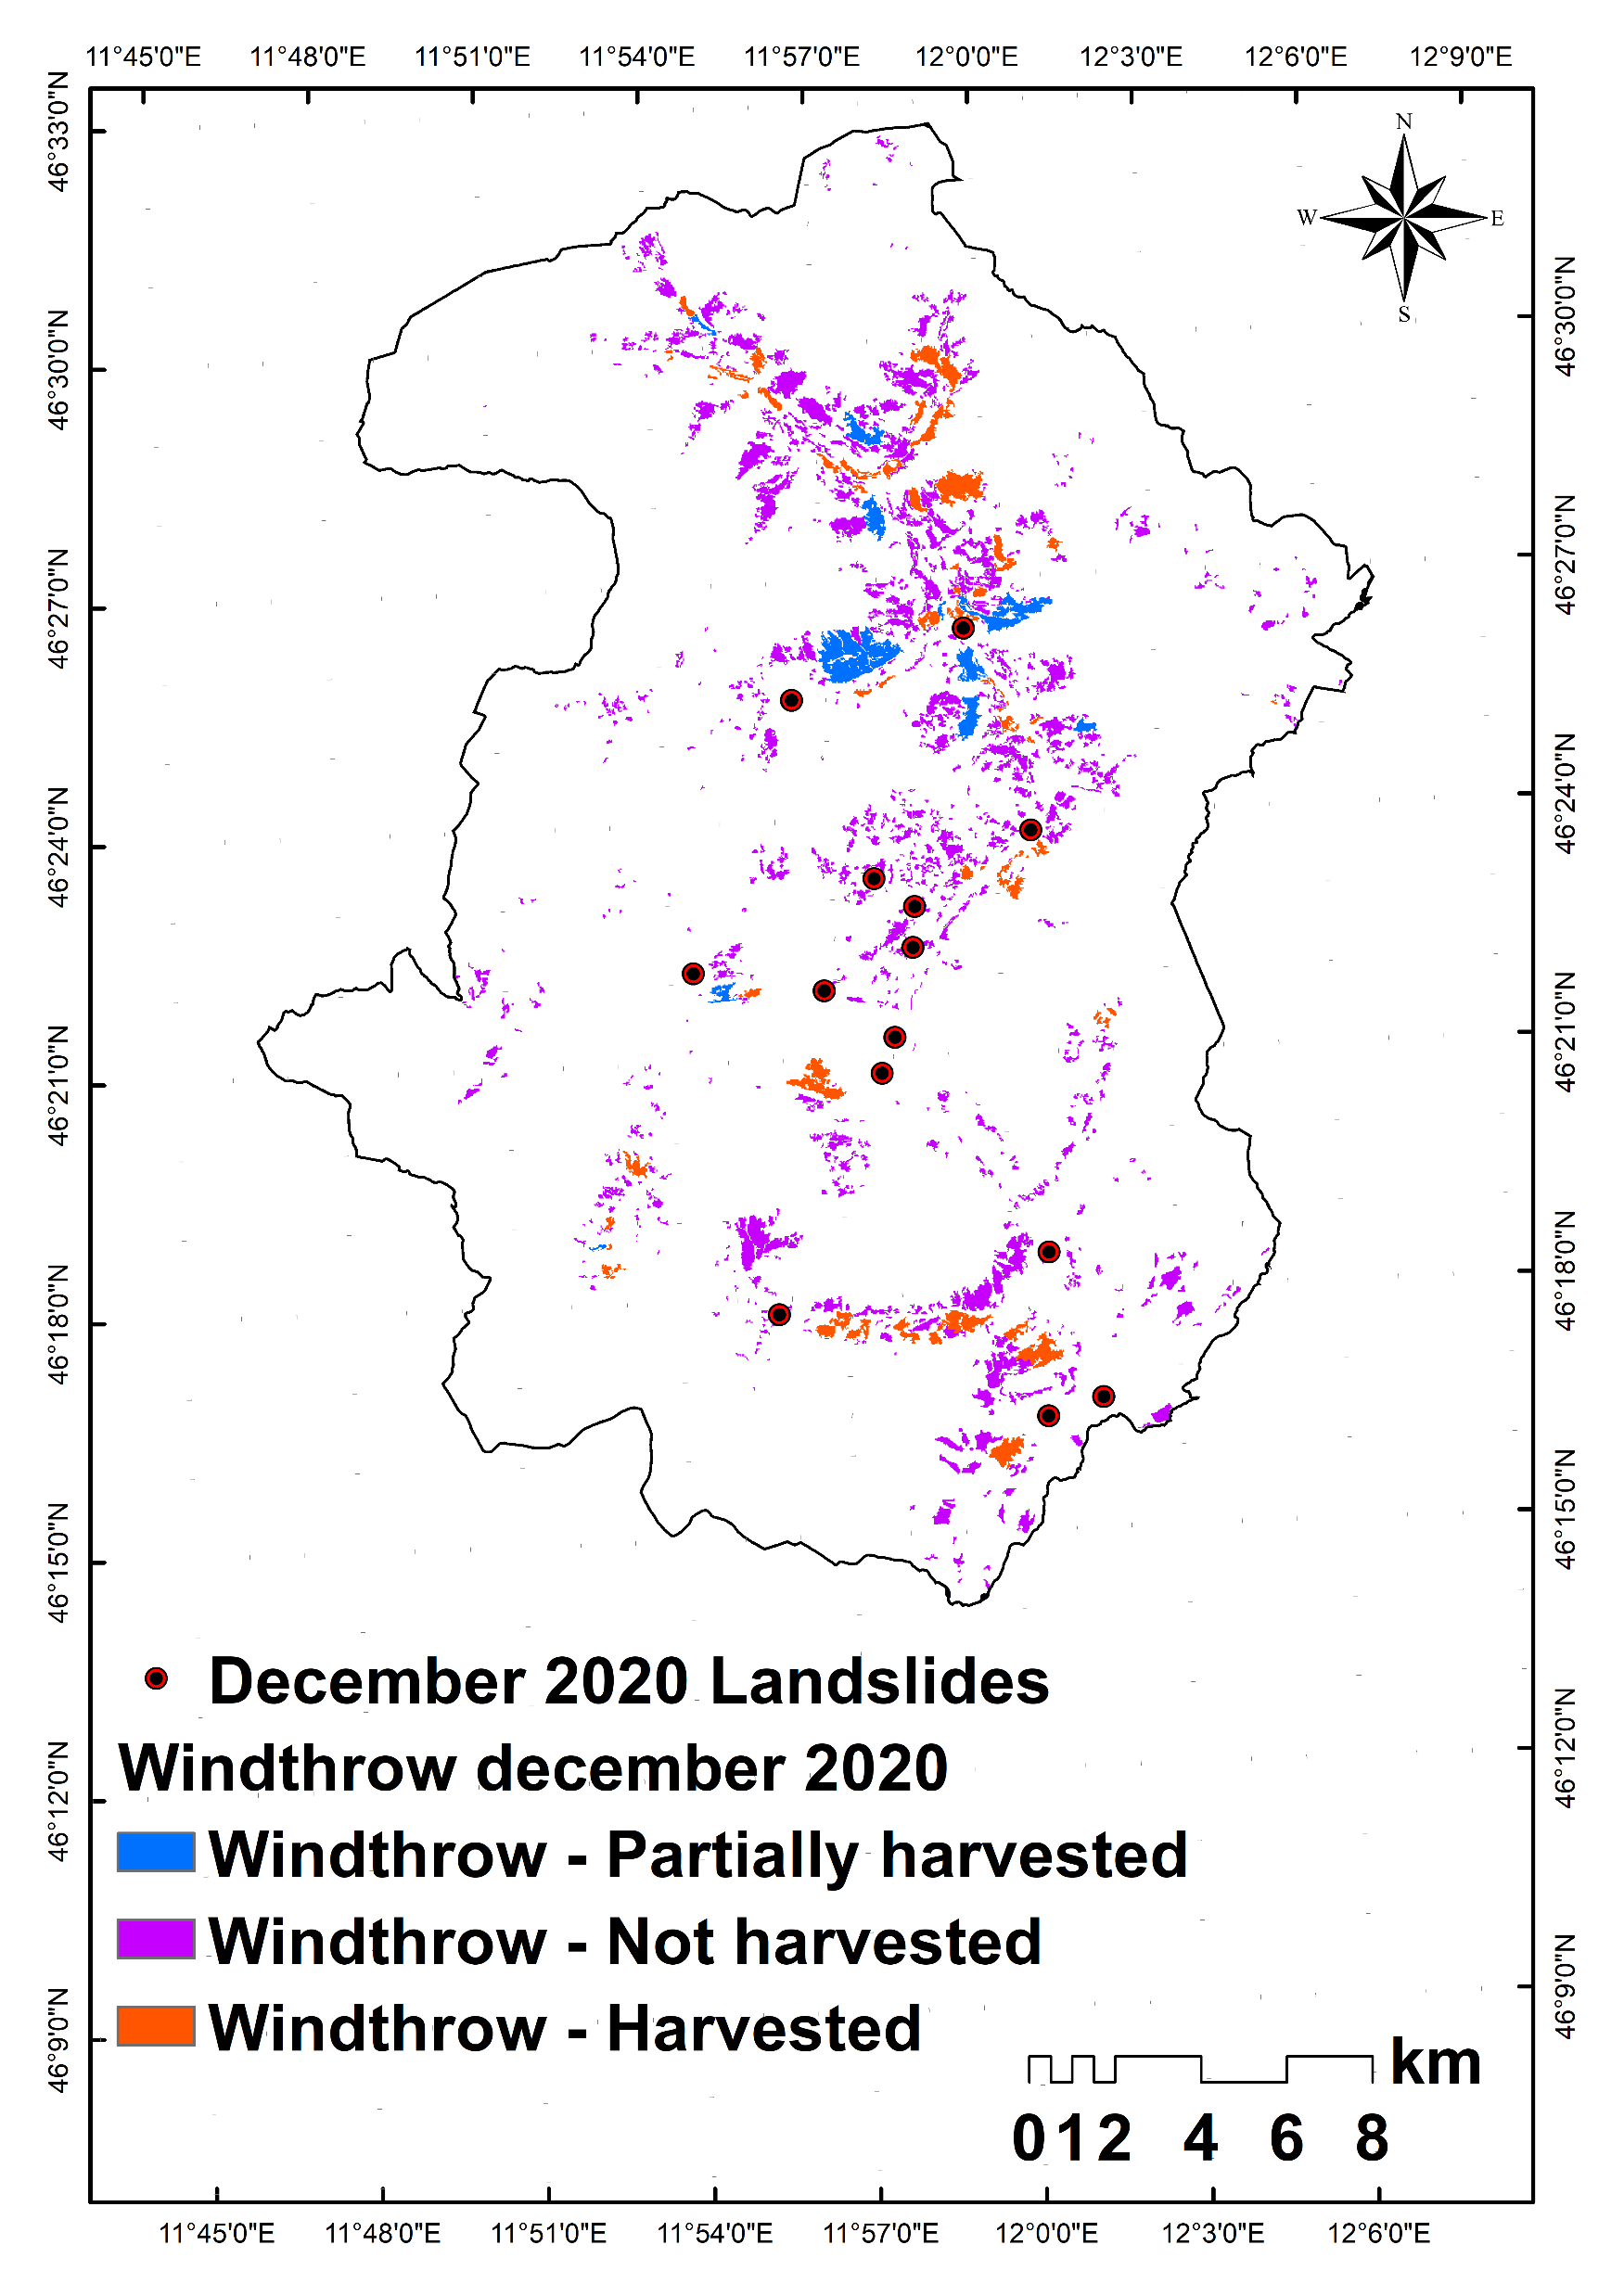 11°45'0"E 11°48'0"E 11°51'0"E 11°54'0"E 11°57'0"E 12°0'0"E 12°3'0"E 12°6'0"E 12°9'0"E
N
W E
S
46°33'0"N
46°30'0"N
46°27'0"N
46°24'0"N
46°21'0"N
46°18'0"N
46°15'0"N
46°12'0"N
46°9'0"N
46°30'0"N
46°27'0"N
46°24'0"N
46°21'0"N
46°18'0"N
46°15'0"N
46°12'0"N
46°9'0"N
December 2020 Landslides
Windthrow december 2020
Windthrow - Partially harvested
Windthrow - Not harvested
Windthrow - Harvested
km
0 1 2 4 6 8
11°45'0"E 11°48'0"E 11°51'0"E 11°54'0"E 11°57'0"E 12°0'0"E 12°3'0"E 12°6'0"E